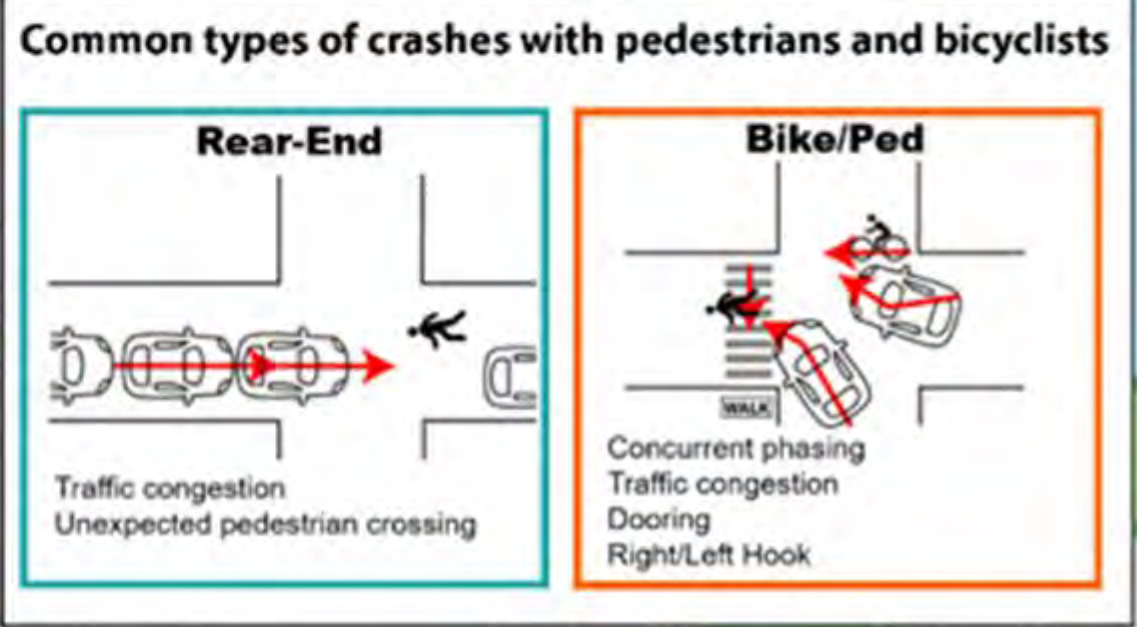 Common types of crashes with pedestrians and bicyclists
Rear-End
Traffic congestion
Unexpected pedestrian crossing
Bike/Ped
WALK
Concurrent phasing
Traffic congestion
Dooring
Right/Left Hook